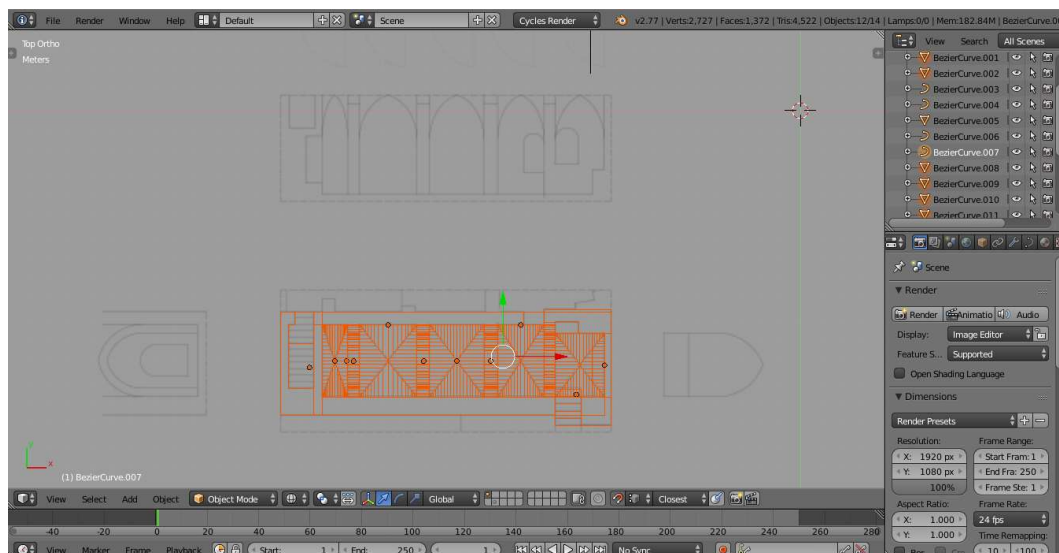 File Render Window Help Default Scene Cycles Render v2.77 | Verts:2,727 | Faces:1,372 | Tris:4,522 | Objects:12/14 | Lamps:0/0 | Mem:182.84M | BezierCurve.0
Top Ortho
Meters
View Search All Scenes
BezierCurve.001
BezierCurve.002
BezierCurve.003
BezierCurve.004
BezierCurve.005
BezierCurve.006
BezierCurve.007
BezierCurve.008
BezierCurve.009
BezierCurve.010
BezierCurve.011
Scene
Render
Render Animatio Audio
Display: Image Editor
Feature S... Supported
Open Shading Language
Dimensions
Render Presets
Resolution: Frame Range:
X: 1920 px Start Fram: 1
Y: 1080 px End Fra: 250
100% Frame Ste: 1
Aspect Ratio: Frame Rate:
X: 1.000 24 fps
Y: 1.000 Time Remapping:
10 100
y
x
(1) BezierCurve.007
View Select Add Object Object Mode Global Closest
-40 -20 0 20 40 60 80 100 120 140 160 180 200 220 240 260 280
View Marker Frame Playback Start: 1 End: 250 1 No Sync